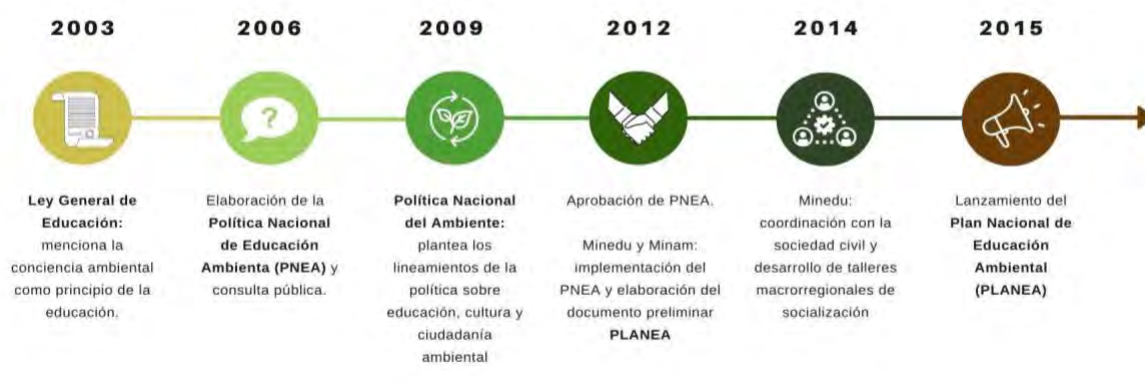 2003
Ley General de
Educación:
menciona la
conciencia ambiental
como principio de la
educación.
2006
Elaboración de la
Política Nacional
de Educación
Ambienta (PNEA) y
consulta pública.
2009
Política Nacional
del Ambiente:
plantea los
lineamientos de la
política sobre
educación, cultura y
ciudadanía
ambiental
2012
Aprobación de PNEA.
Minedu y Minam:
implementación del
PNEA y elaboración del
documento preliminar
PLANEA
2014
Minedu:
coordinación con la
sociedad civil y
desarrollo de talleres
macrorregionales de
socialización
2015
Lanzamiento del
Plan Nacional de
Educación
Ambiental
(PLANEA)